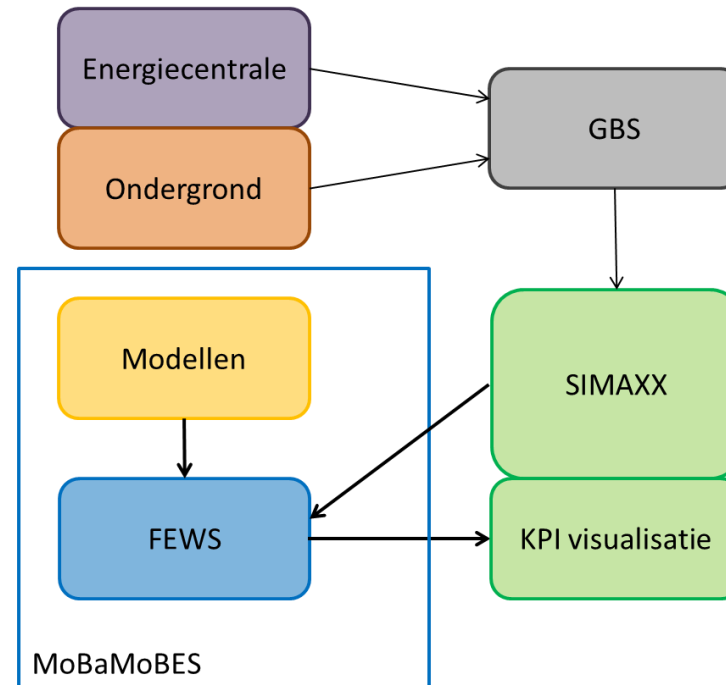 Energiecentrale
GBS
Ondergrond
Modellen
SIMAXX
FEWS
KPI visualisatie
MoBaMoBES